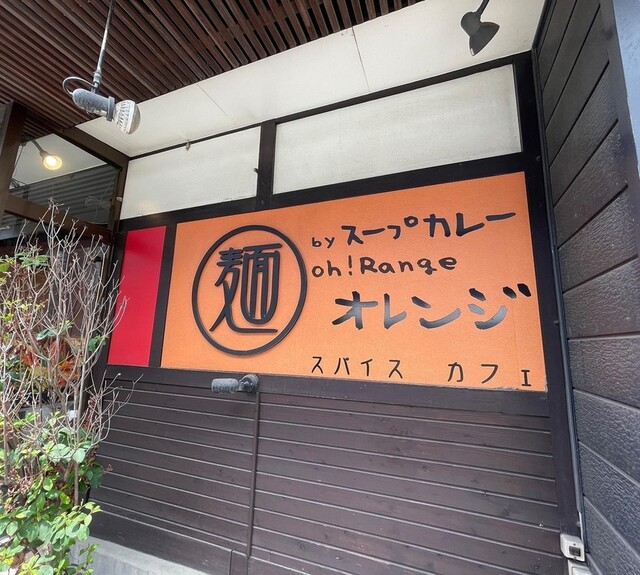 麺
by スープカレー
oh!Range
オレンジ
スパイス カフェ